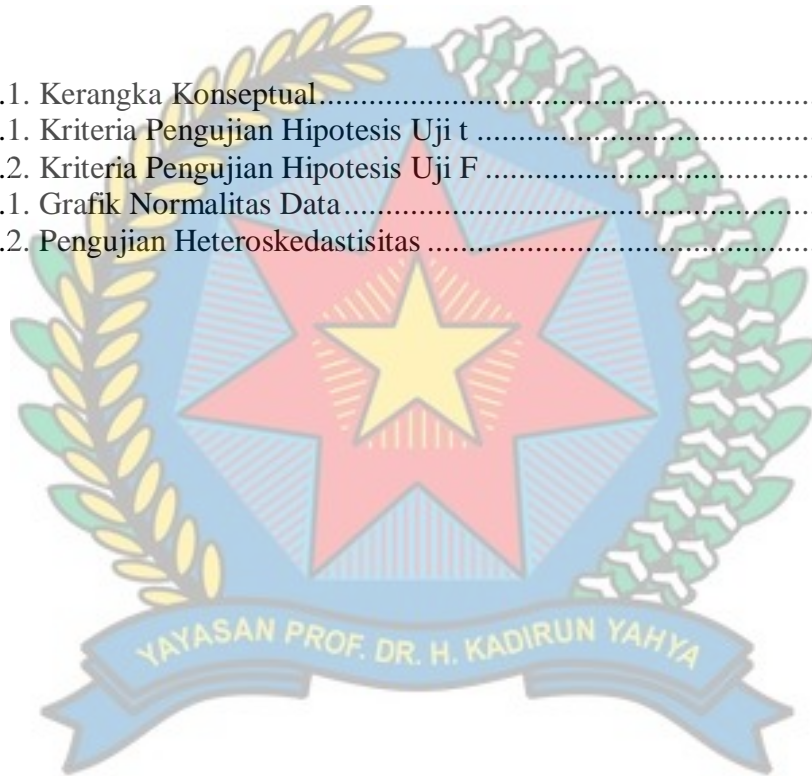 .1. Kerangka Konseptual................................................................
.1. Kriteria Pengujian Hipotesis Uji t ............................................
.2. Kriteria Pengujian Hipotesis Uji F ...........................................
.1. Grafik Normalitas Data.............................................................
.2. Pengujian Heteroskedastisitas ..................................................
YAYASAN PROF. DR. H. KADIRUN YAHYA